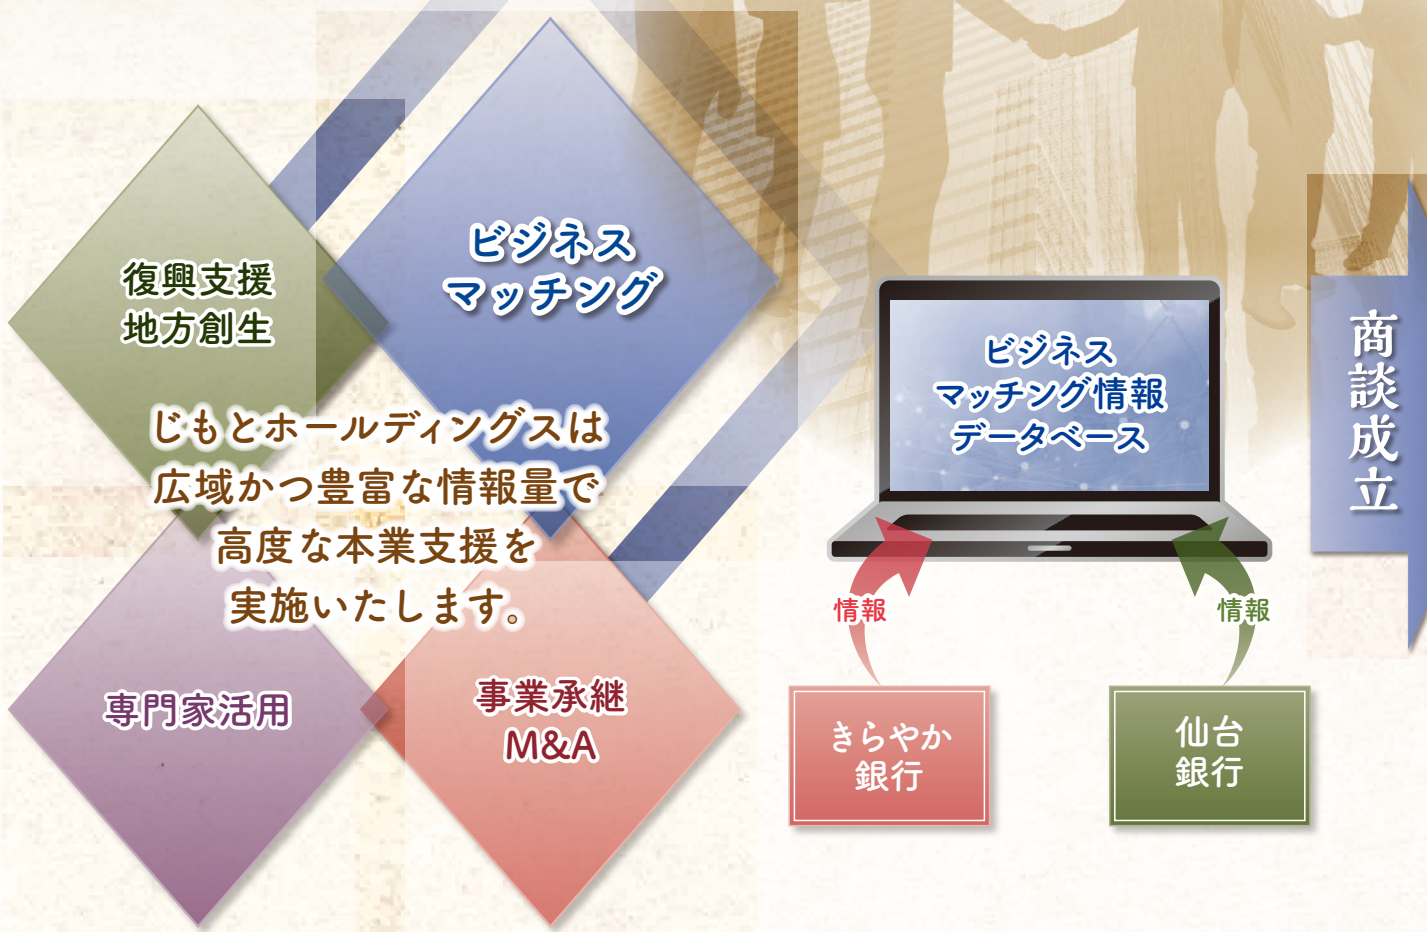 復興支援
地方創生
ビジネス
マッチング
じもとホールディングスは
広域かつ豊富な情報量で
高度な本業支援を
実施いたします。
専門家活用
事業承継
M&A
ビジネス
マッチング情報
データベース
情報
情報
きらやか
銀行
仙台
銀行
商談成立